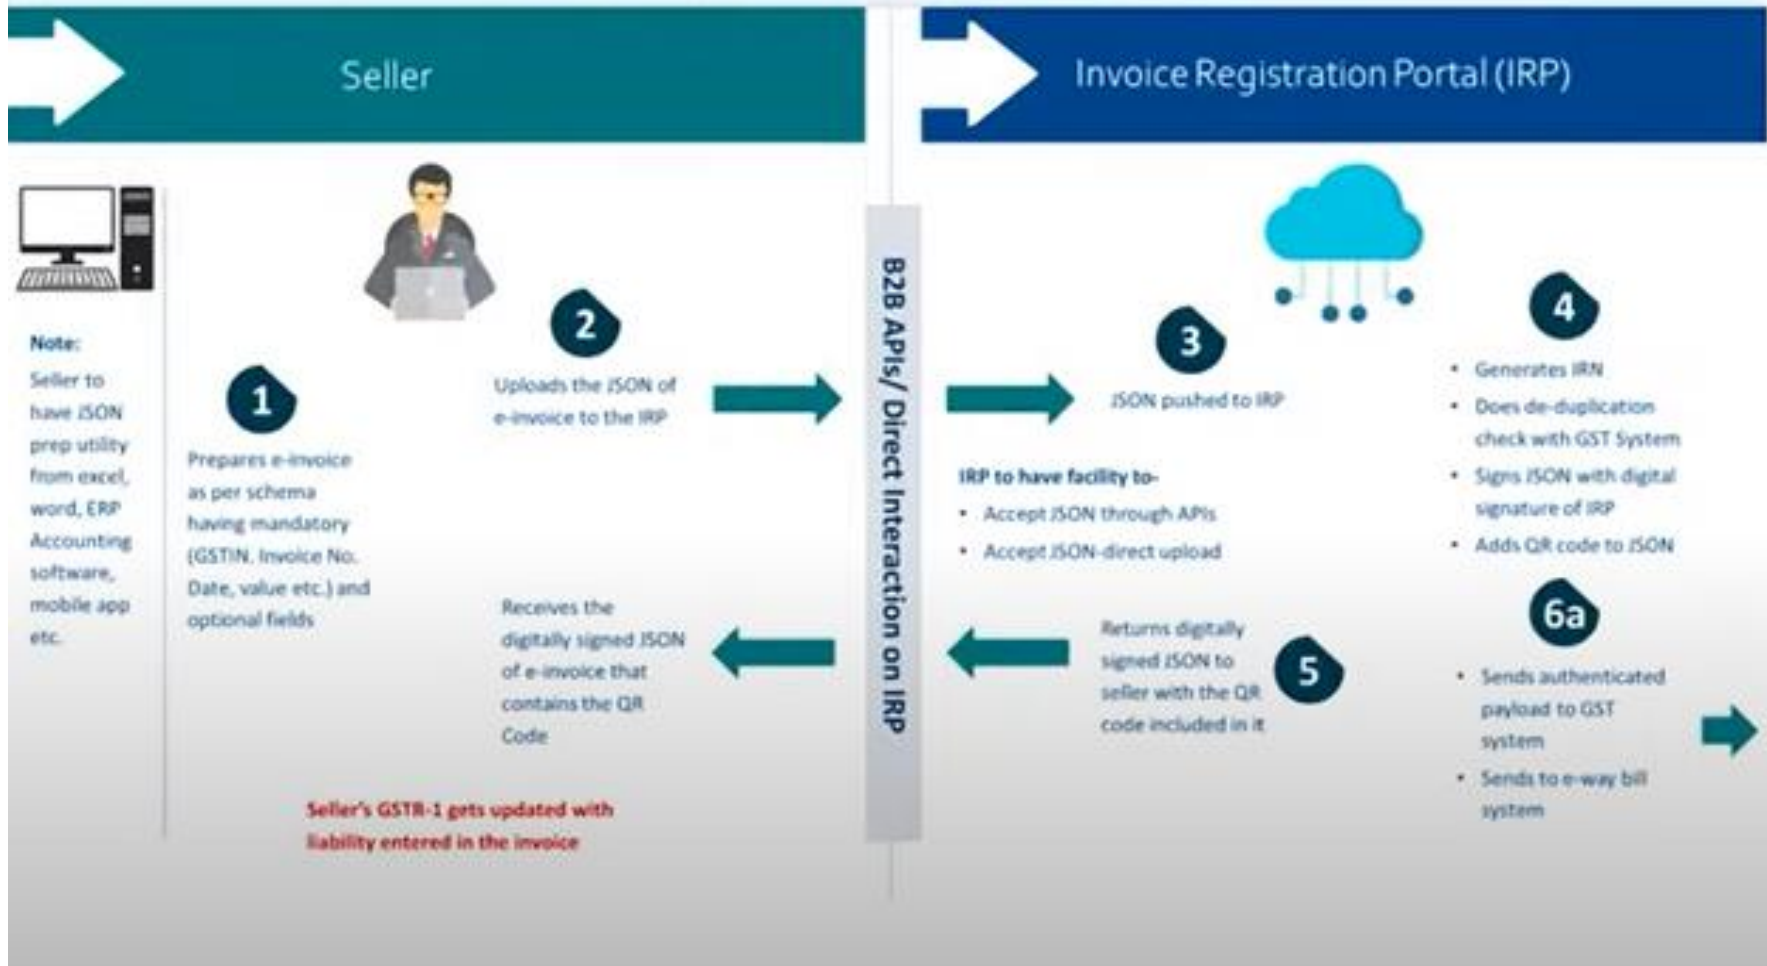 Seller
Invoice Registration Portal (IRP)
Note:
Seller to
have JSON
prep utility
from excel,
word, ERP
Accounting
software,
mobile app
etc.
1
Prepares e-invoice
as per schema
having mandatory
(GSTIN. Invoice No.
Date, value etc.) and
optional fields
2
Uploads the JSON of
e-invoice to the IRP
Receives the
digitally signed JSON
of e-invoice that
contains the QR
Code
Seller's GSTR-1 gets updated with
liability entered in the invoice
B2B APIs/ Direct Interaction on IRP
3
JSON pushed to IRP
IRP to have facility to-
• Accept JSON through APIs
• Accept JSON-direct upload
4
• Generates IRN
• Does de-duplication
check with GST System
• Signs JSON with digital
signature of IRP
• Adds QR code to JSON
5
Returns digitally
signed JSON to
seller with the QR
code included in it
6a
• Sends authenticated
payload to GST
system
• Sends to e-way bill
system